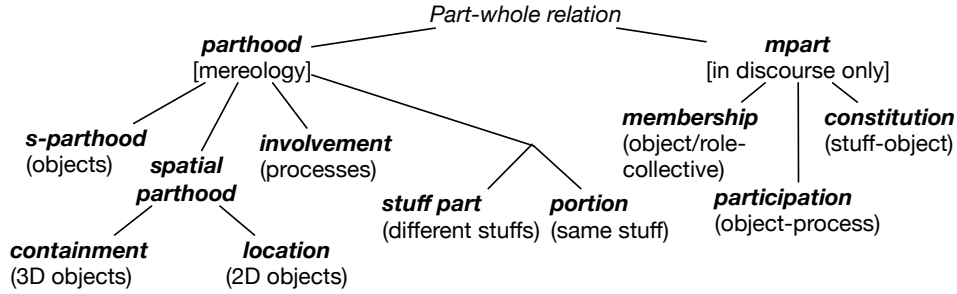 Part-whole relation
parthood
[mereology]
mpart
[in discourse only]
s-parthood
(objects)
spatial
parthood
involvement
(processes)
membership
(object/role-
collective)
constitution
(stuff-object)
stuff part
(different stuffs)
portion
(same stuff)
participation
(object-process)
containment
(3D objects)
location
(2D objects)